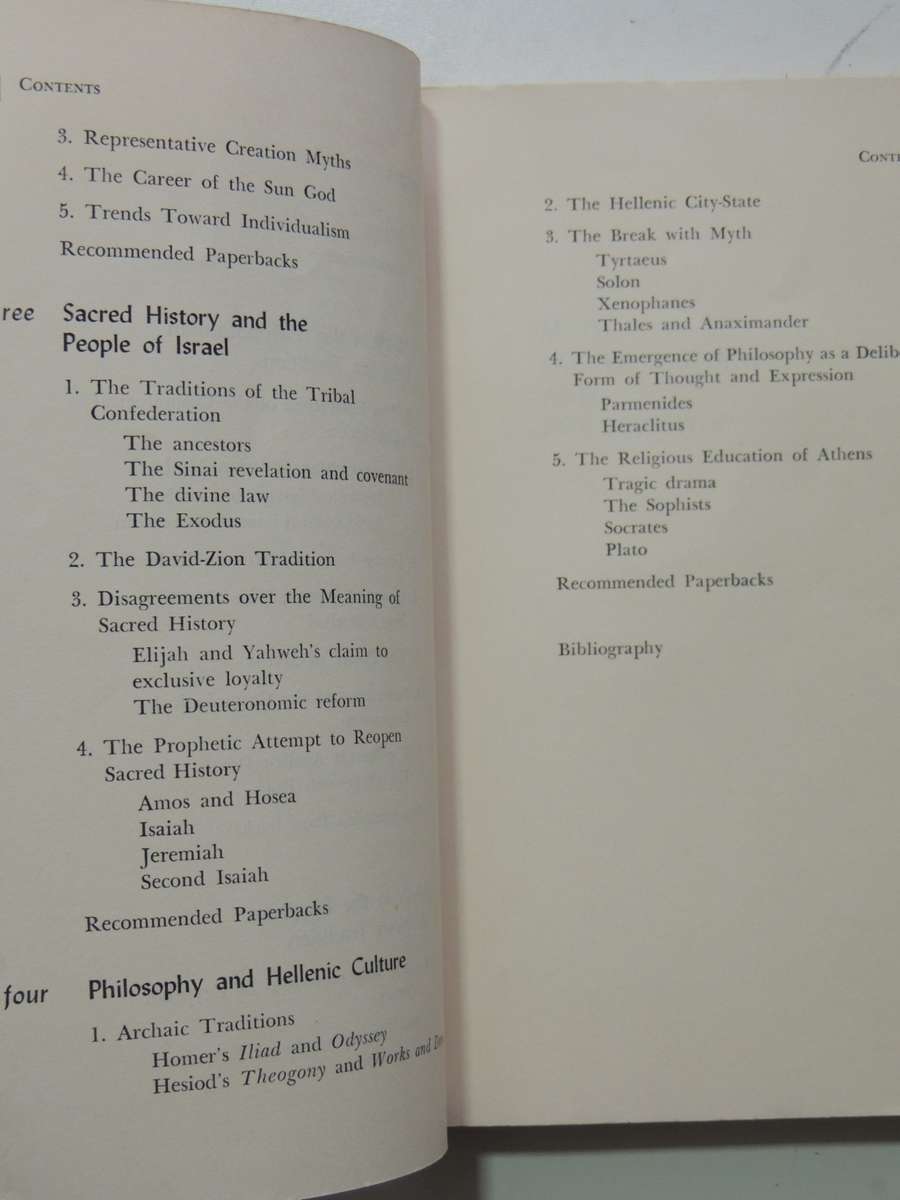 CONTENTS
3. Representative Creation Myths
4. The Career of the Sun God
5. Trends Toward Individualism
Recommended Paperbacks
ree Sacred History and the
People of Israel
1. The Traditions of the Tribal
Confederation
The ancestors
The Sinai revelation and covenant
The divine law
The Exodus
2. The David-Zion Tradition
3. Disagreements over the Meaning of
Sacred History
Elijah and Yahweh's claim to
exclusive loyalty
The Deuteronomic reform
4. The Prophetic Attempt to Reopen
Sacred History
Amos and Hosea
Isaiah
Jeremiah
Second Isaiah
Recommended Paperbacks
four Philosophy and Hellenic Culture
1. Archaic Traditions
Homer's Iliad and Odyssey
Hesiod's Theogony and Works and
CONTE
2. The Hellenic City-State
3. The Break with Myth
Tyrtaeus
Solon
Xenophanes
Thales and Anaximander
4. The Emergence of Philosophy as a Delib
Form of Thought and Expression
Parmenides
Heraclitus
5. The Religious Education of Athens
Tragic drama
The Sophists
Socrates
Plato
Recommended Paperbacks
Bibliography